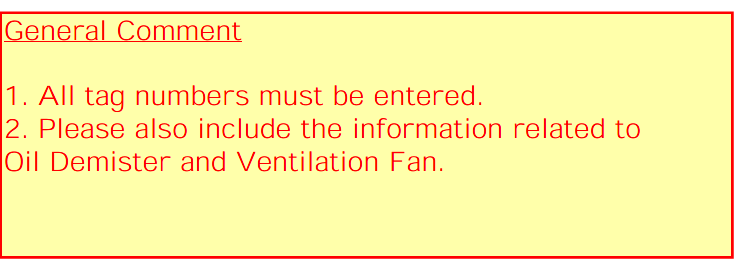 General Comment
1. All tag numbers must be entered.
2. Please also include the information related to
Oil Demister and Ventilation Fan.